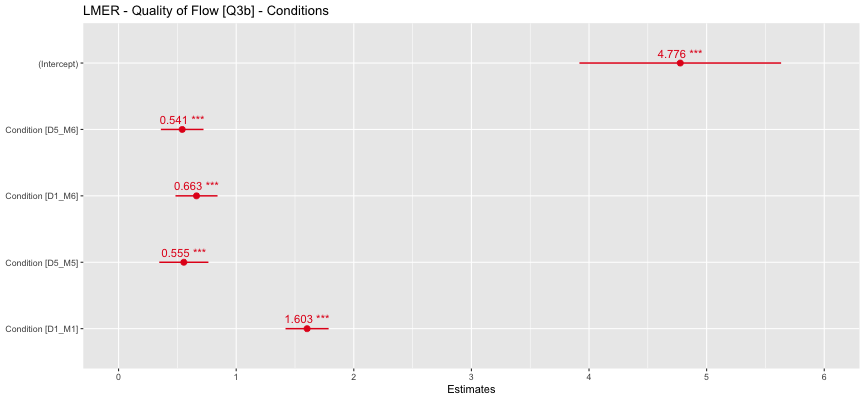 LMER - Quality of Flow [Q3b] - Conditions
(Intercept)
4.776 ***
Condition [D5_M6]
0.541 ***
Condition [D1_M6]
0.663 ***
Condition [D5_M5]
0.555 ***
Condition [D1_M1]
1.603 ***
0 1 2 3 4 5 6
Estimates